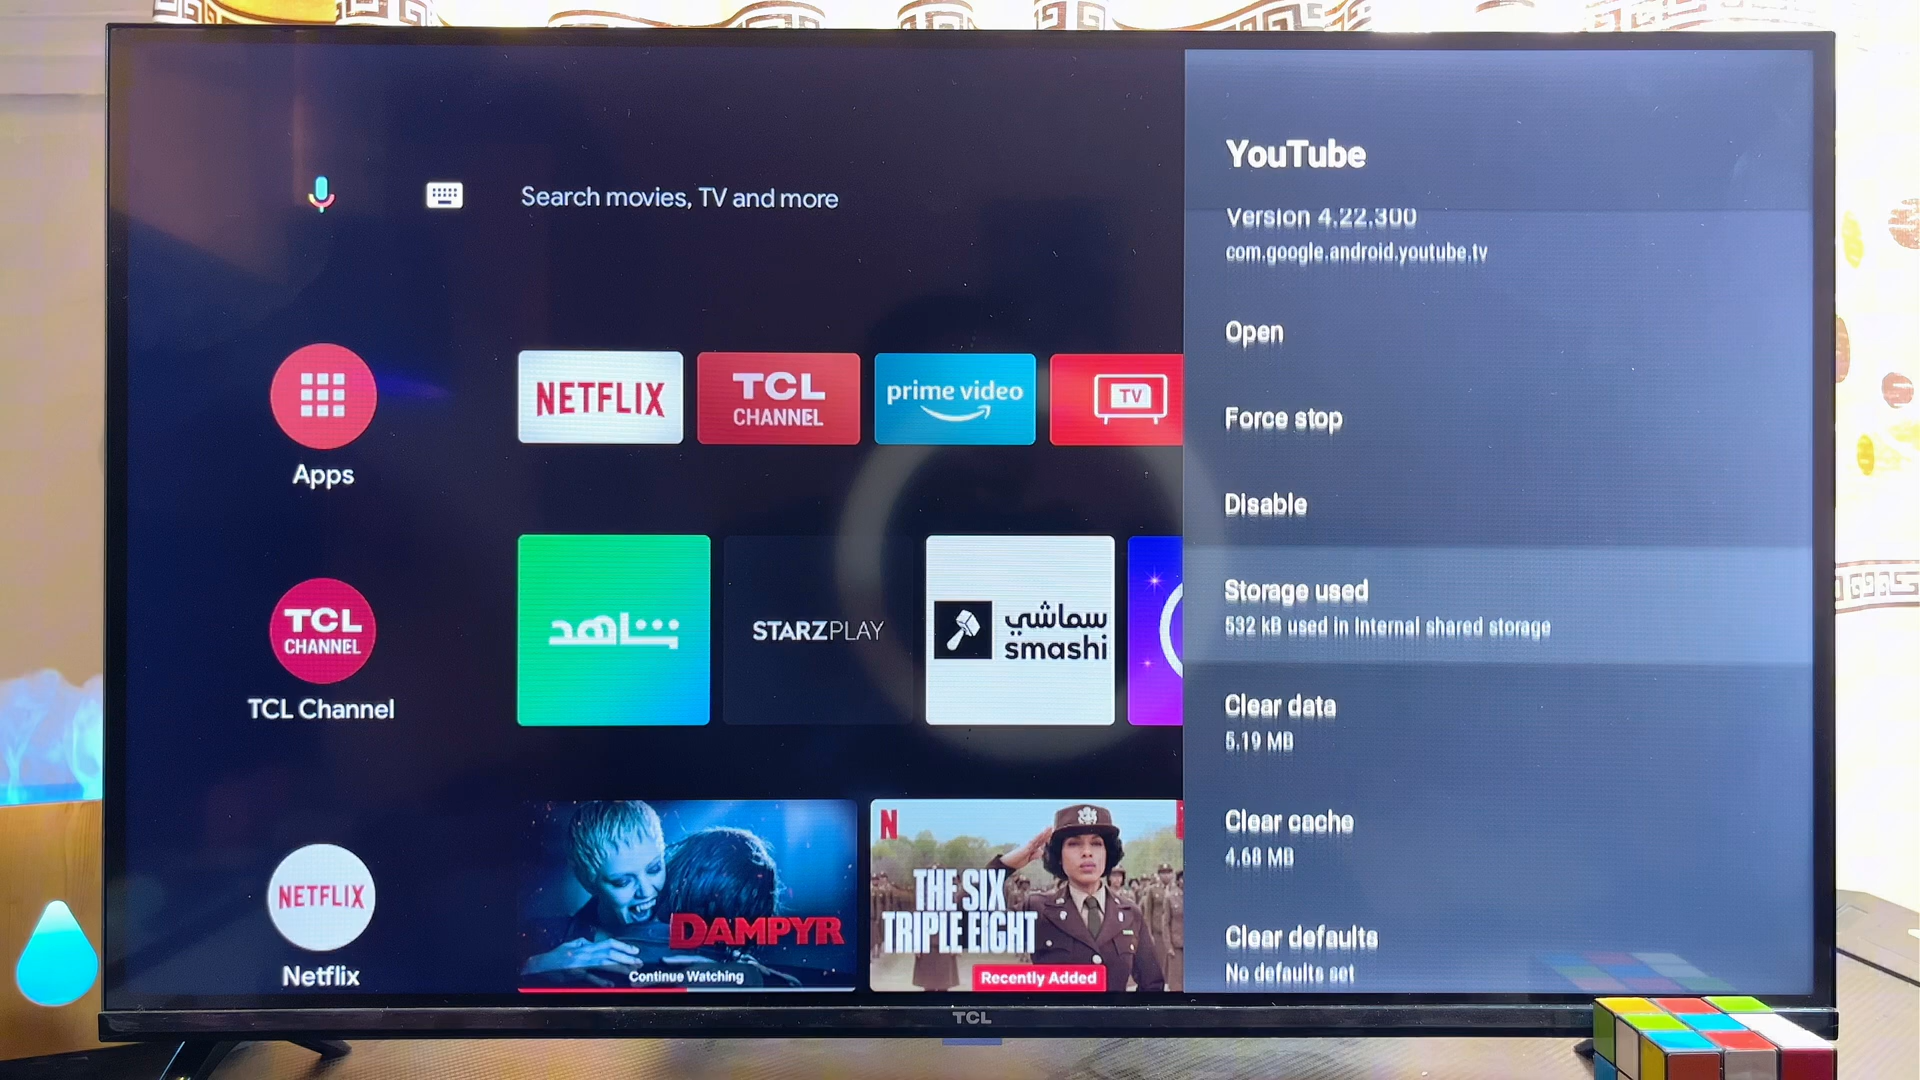 Search movies, TV and more
Apps
NETFLIX
TCL
CHANNEL
prime video
TV
TCL
CHANNEL
TCL Channel
شاهد
STARZPLAY
سماشي
smashi
NETFLIX
Netflix
DAMPYR
Continue Watching
N
THE SIX
TRIPLE EIGHT
Recently Added
YouTube
Version 4.22.300
com.google.android.youtube.tv
Open
Force stop
Disable
Storage used
532 kB used in Internal shared storage
Clear data
5.19 MB
Clear cache
4.68 MB
Clear defaults
No defaults set
TCL